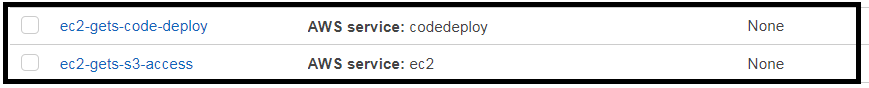 ec2-gets-code-deploy AWS service: codedeploy None
ec2-gets-s3-access AWS service: ec2 None